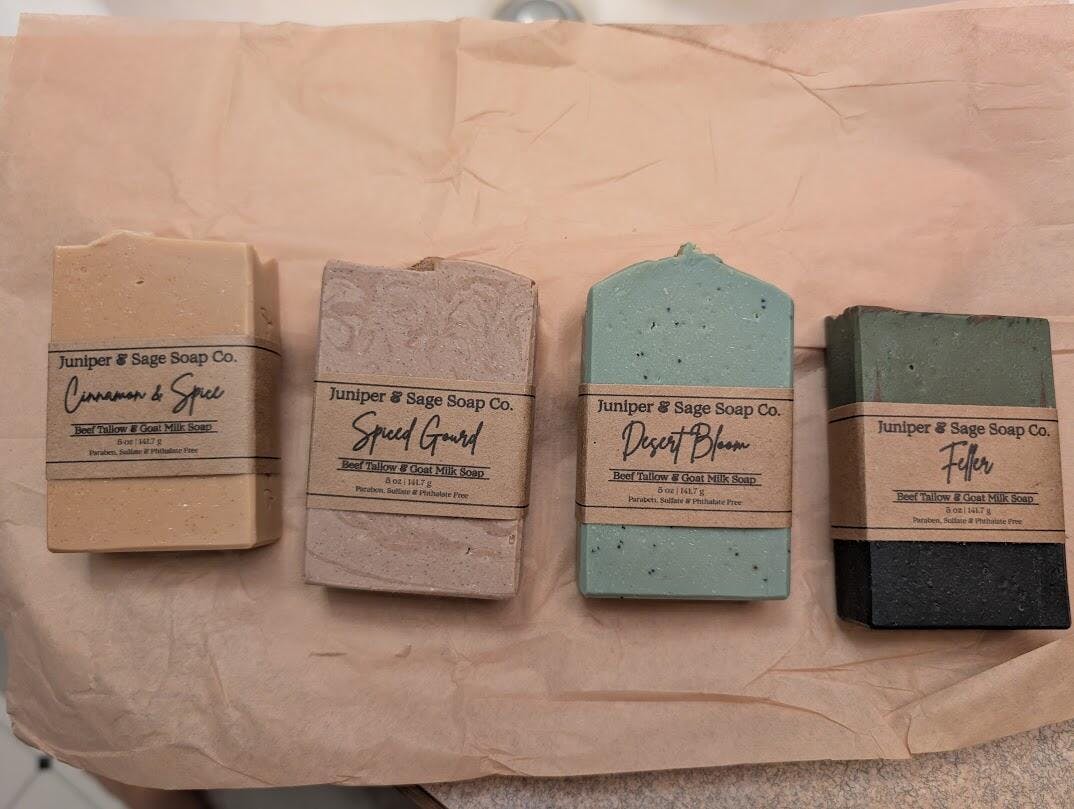 Juniper & Sage Soap Co.
Cinnamon & Spice
Beef Tallow & Goat Milk Soap
5 oz | 141.7 g
Paraben, Sulfate & Phthalate Free
Juniper & Sage Soap Co.
Spiced Gourd
Beef Tallow & Goat Milk Soap
5 oz | 141.7 g
Paraben, Sulfate & Phthalate Free
Juniper & Sage Soap Co.
Desert Bloom
Beef Tallow & Goat Milk Soap
5 oz | 141.7 g
Paraben, Sulfate & Phthalate Free
Juniper & Sage Soap Co.
Feller
Beef Tallow & Goat Milk Soap
5 oz | 141.7 g
Paraben, Sulfate & Phthalate Free